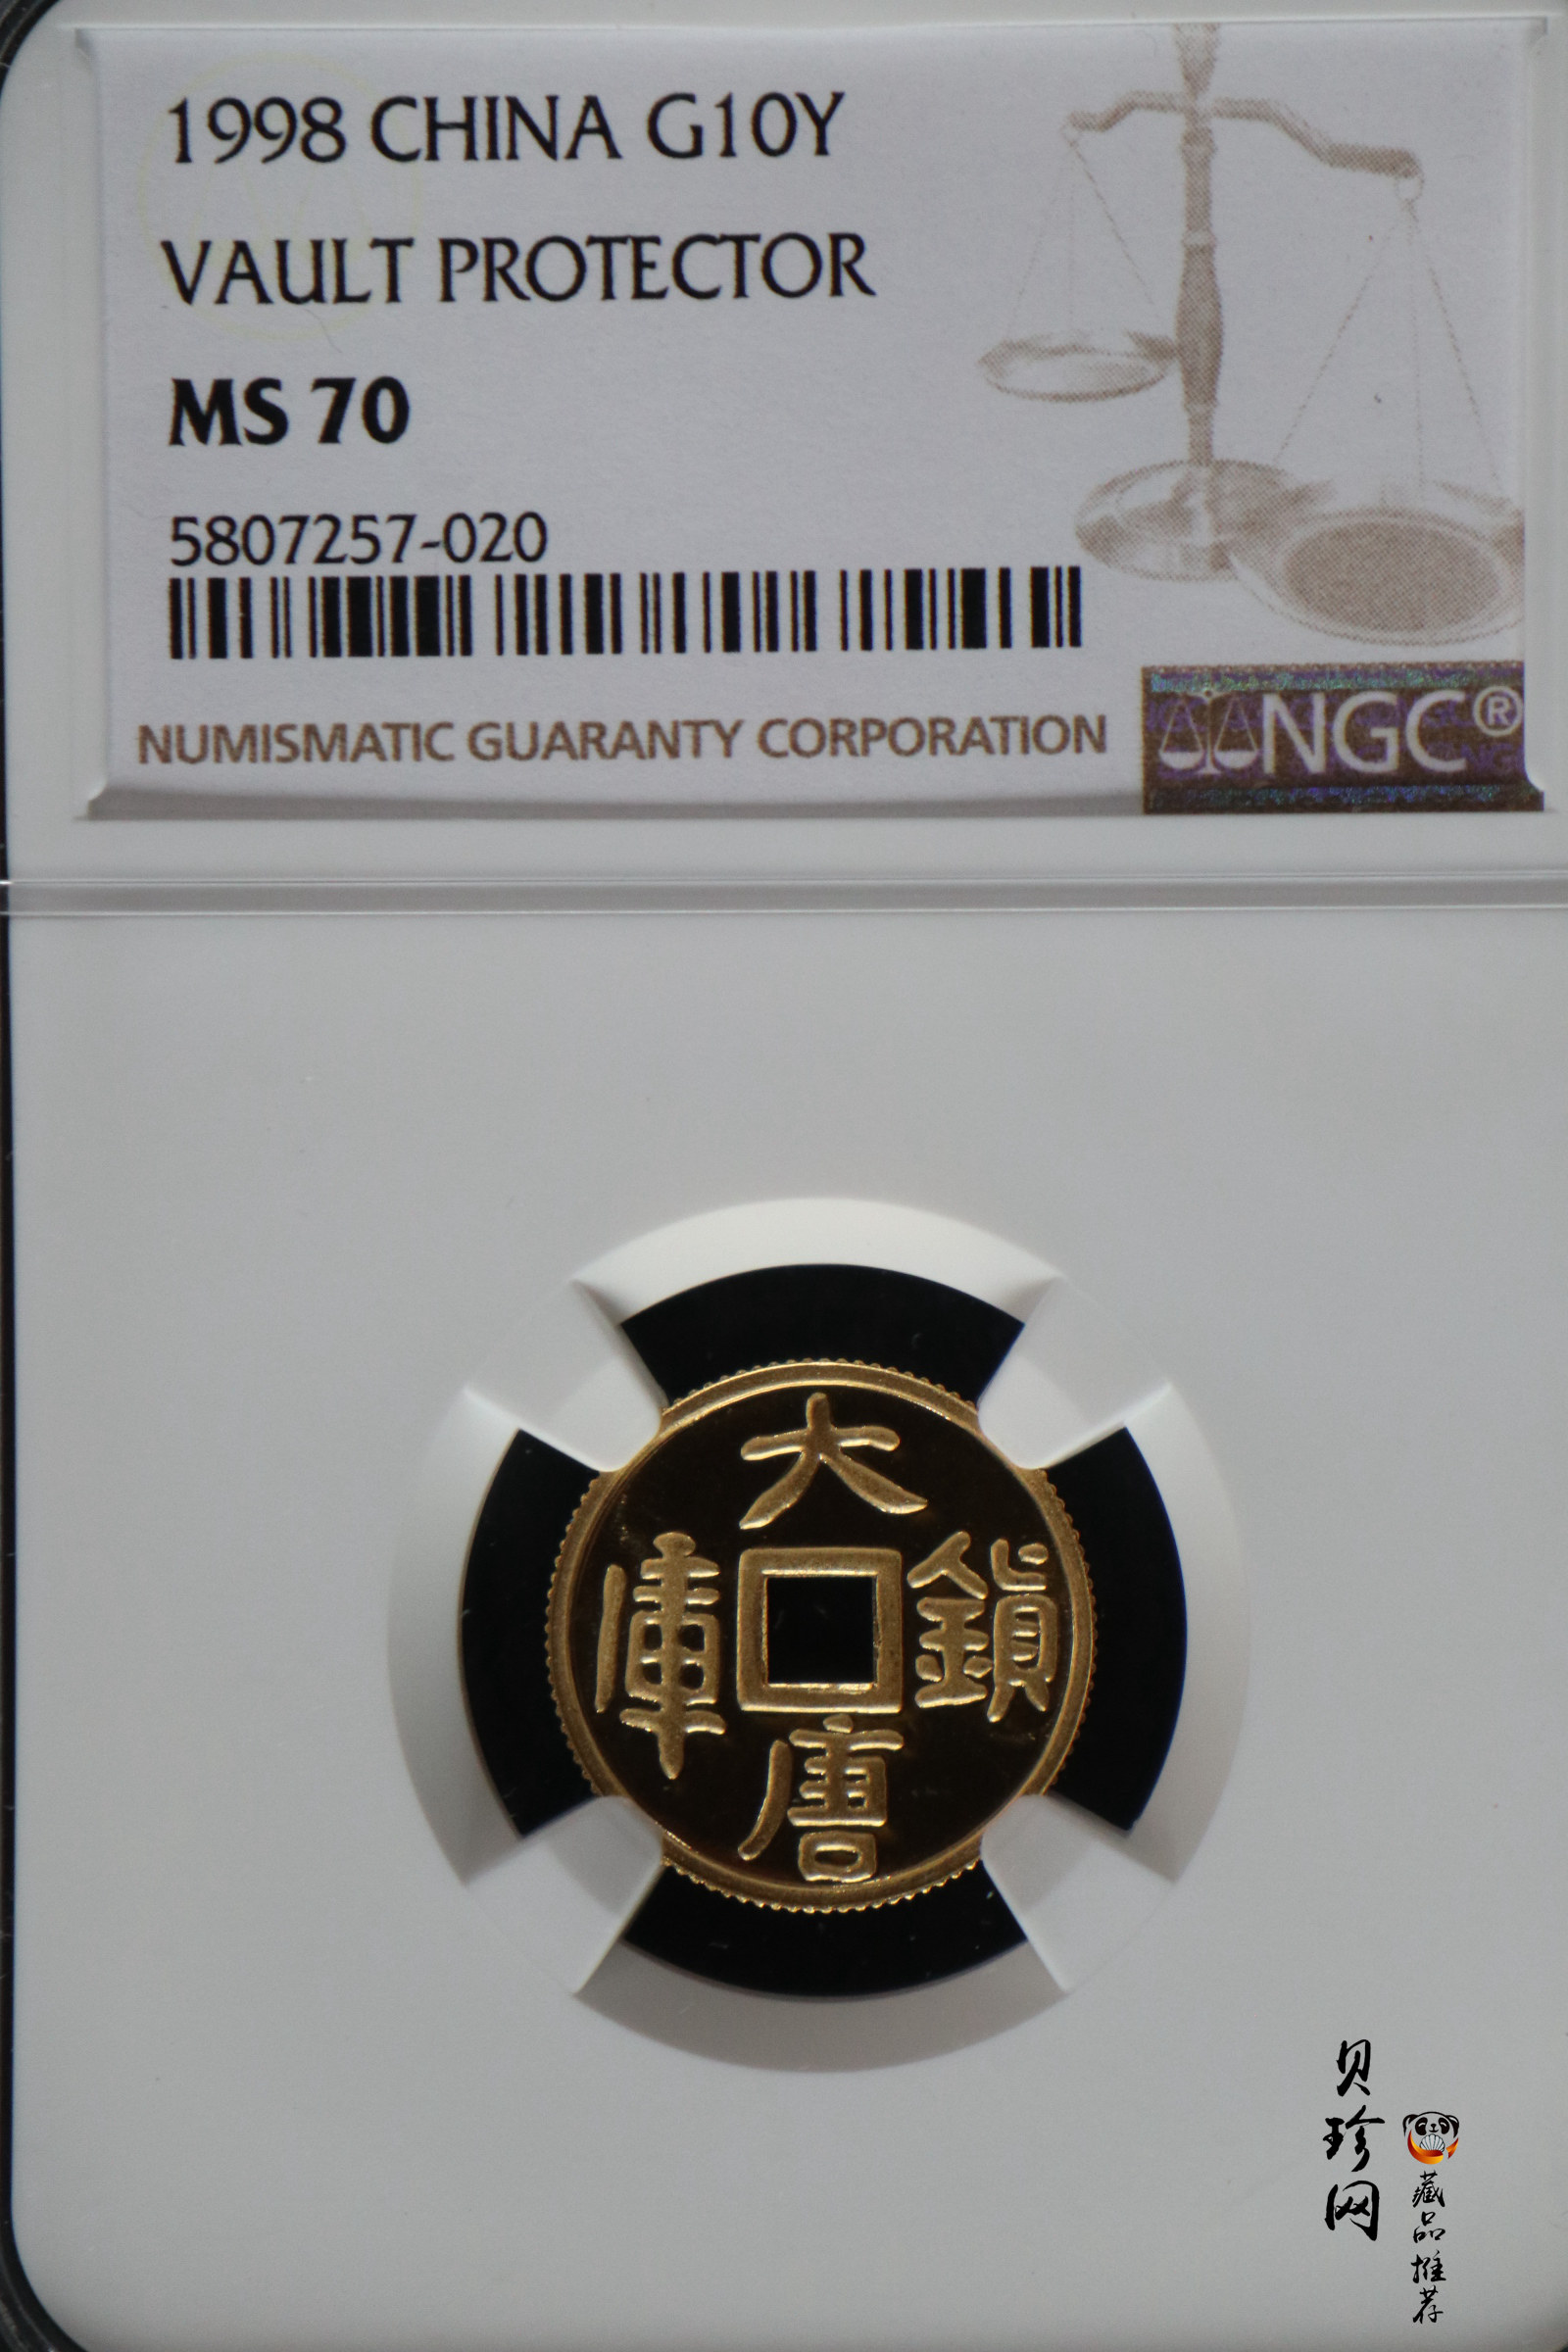 1998 CHINA G10Y
VAULT PROTECTOR
MS 70
5807257-020
NUMISMATIC GUARANTY CORPORATION
NGC®
大
庫 鎮
唐
贝珍网
藏品推荐